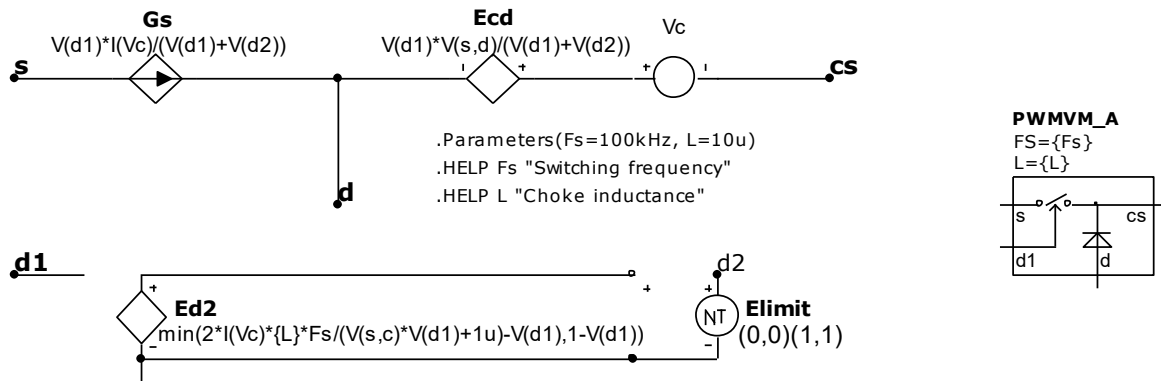 Gs
V(d1)*I(Vc)/(V(d1)+V(d2))
Ecd
V(d1)*V(s,d)/(V(d1)+V(d2))
Vc
s
cs
d
.Parameters(Fs=100kHz, L=10u)
.HELP Fs "Switching frequency"
.HELP L "Choke inductance"
PWMVM_A
FS={Fs}
L={L}
s
cs
d1
d
d1
d2
Ed2
min(2*I(Vc)*{L}*Fs/(V(s,c)*V(d1)+1u)-V(d1),1-V(d1))
NT
Elimit
(0,0)(1,1)